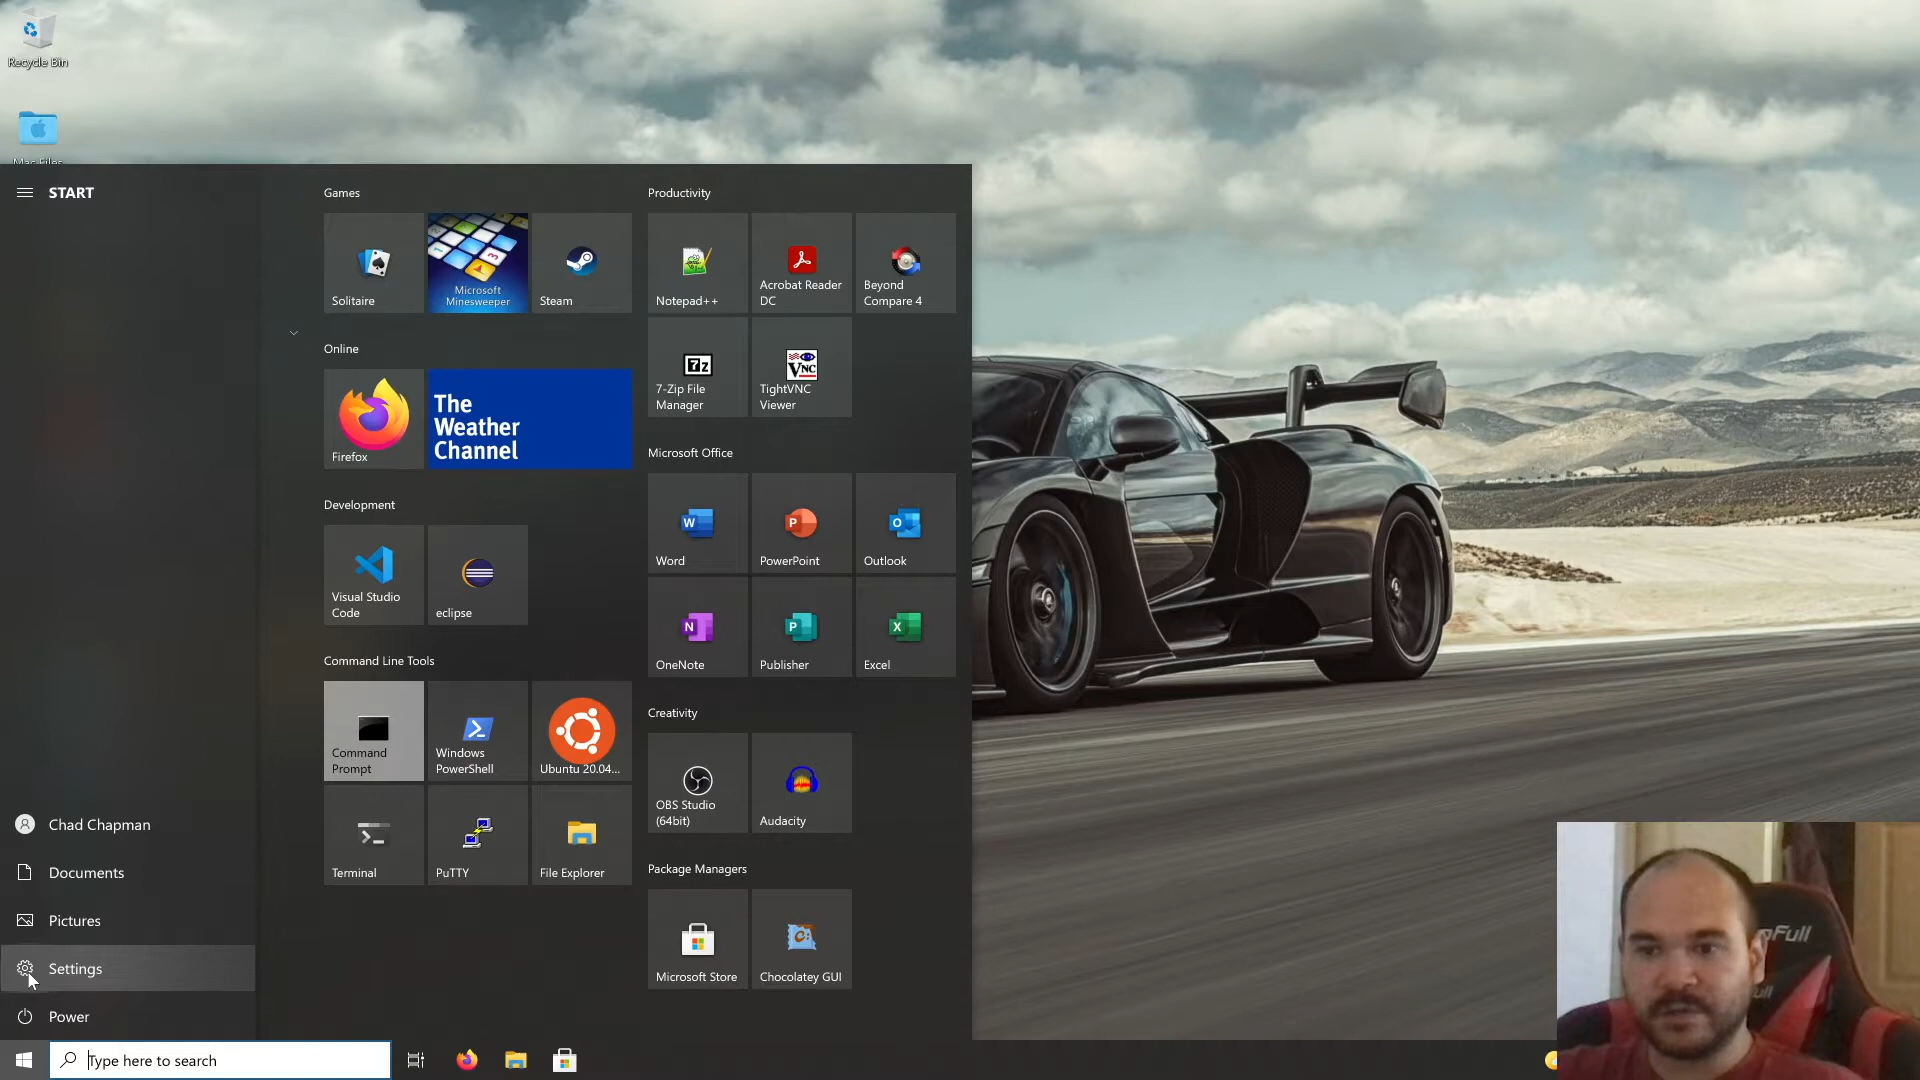 Recycle Bin
Mac Files
START
Games
Productivity
Solitaire
Microsoft
Minesweeper
Steam
Notepad++
Acrobat Reader
DC
Beyond
Compare 4
Online
7-Zip File
Manager
TightVNC
Viewer
Firefox
The
Weather
Channel
Microsoft Office
Development
Word
PowerPoint
Outlook
Visual Studio
Code
eclipse
OneNote
Publisher
Excel
Command Line Tools
Creativity
Command
Prompt
Windows
PowerShell
Ubuntu 20.04...
OBS Studio
(64bit)
Audacity
Terminal
PuTTY
File Explorer
Package Managers
Microsoft Store
Chocolatey GUI
Chad Chapman
Documents
Pictures
Settings
Power
Type here to search